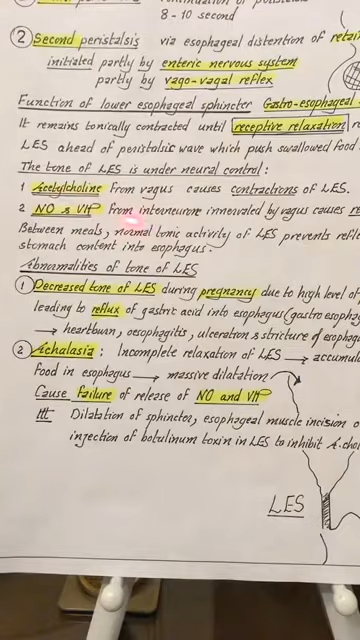 8-10 second
② Second peristalsis via esophageal distention of
initiated partly by enteric nervous system
partly by vago-vagal reflex
Function of lower esophageal sphincter Gastro-esophageal
It remains tonically contracted until receptive relaxation
LES ahead of peristalsic wave which push swallowed food
The tone of LES is under neural control:
1 Acetylcholine from vagus causes contractions of LES.
2 NO & VIP from interneurone innervaled by vagus causes
Between meals, normal tonic activity of LES prevents
stomach content into esophagus.
Abnormalities of tone of LES
① Decreased tone of LES during pregnancy due to high level of
leading to reflux of gastric acid into esophagus
→ heartburn, oesophagitis, ulceration & stricture of
② Achalasia: Incomplete relaxation of LES →
food in esophagus → massive dilatation
Cause failure of release of NO and VIP
ttt Dilatation of sphincter, esophageal muscle incision
injection of botulinum toxin in LES to inhibit
LES